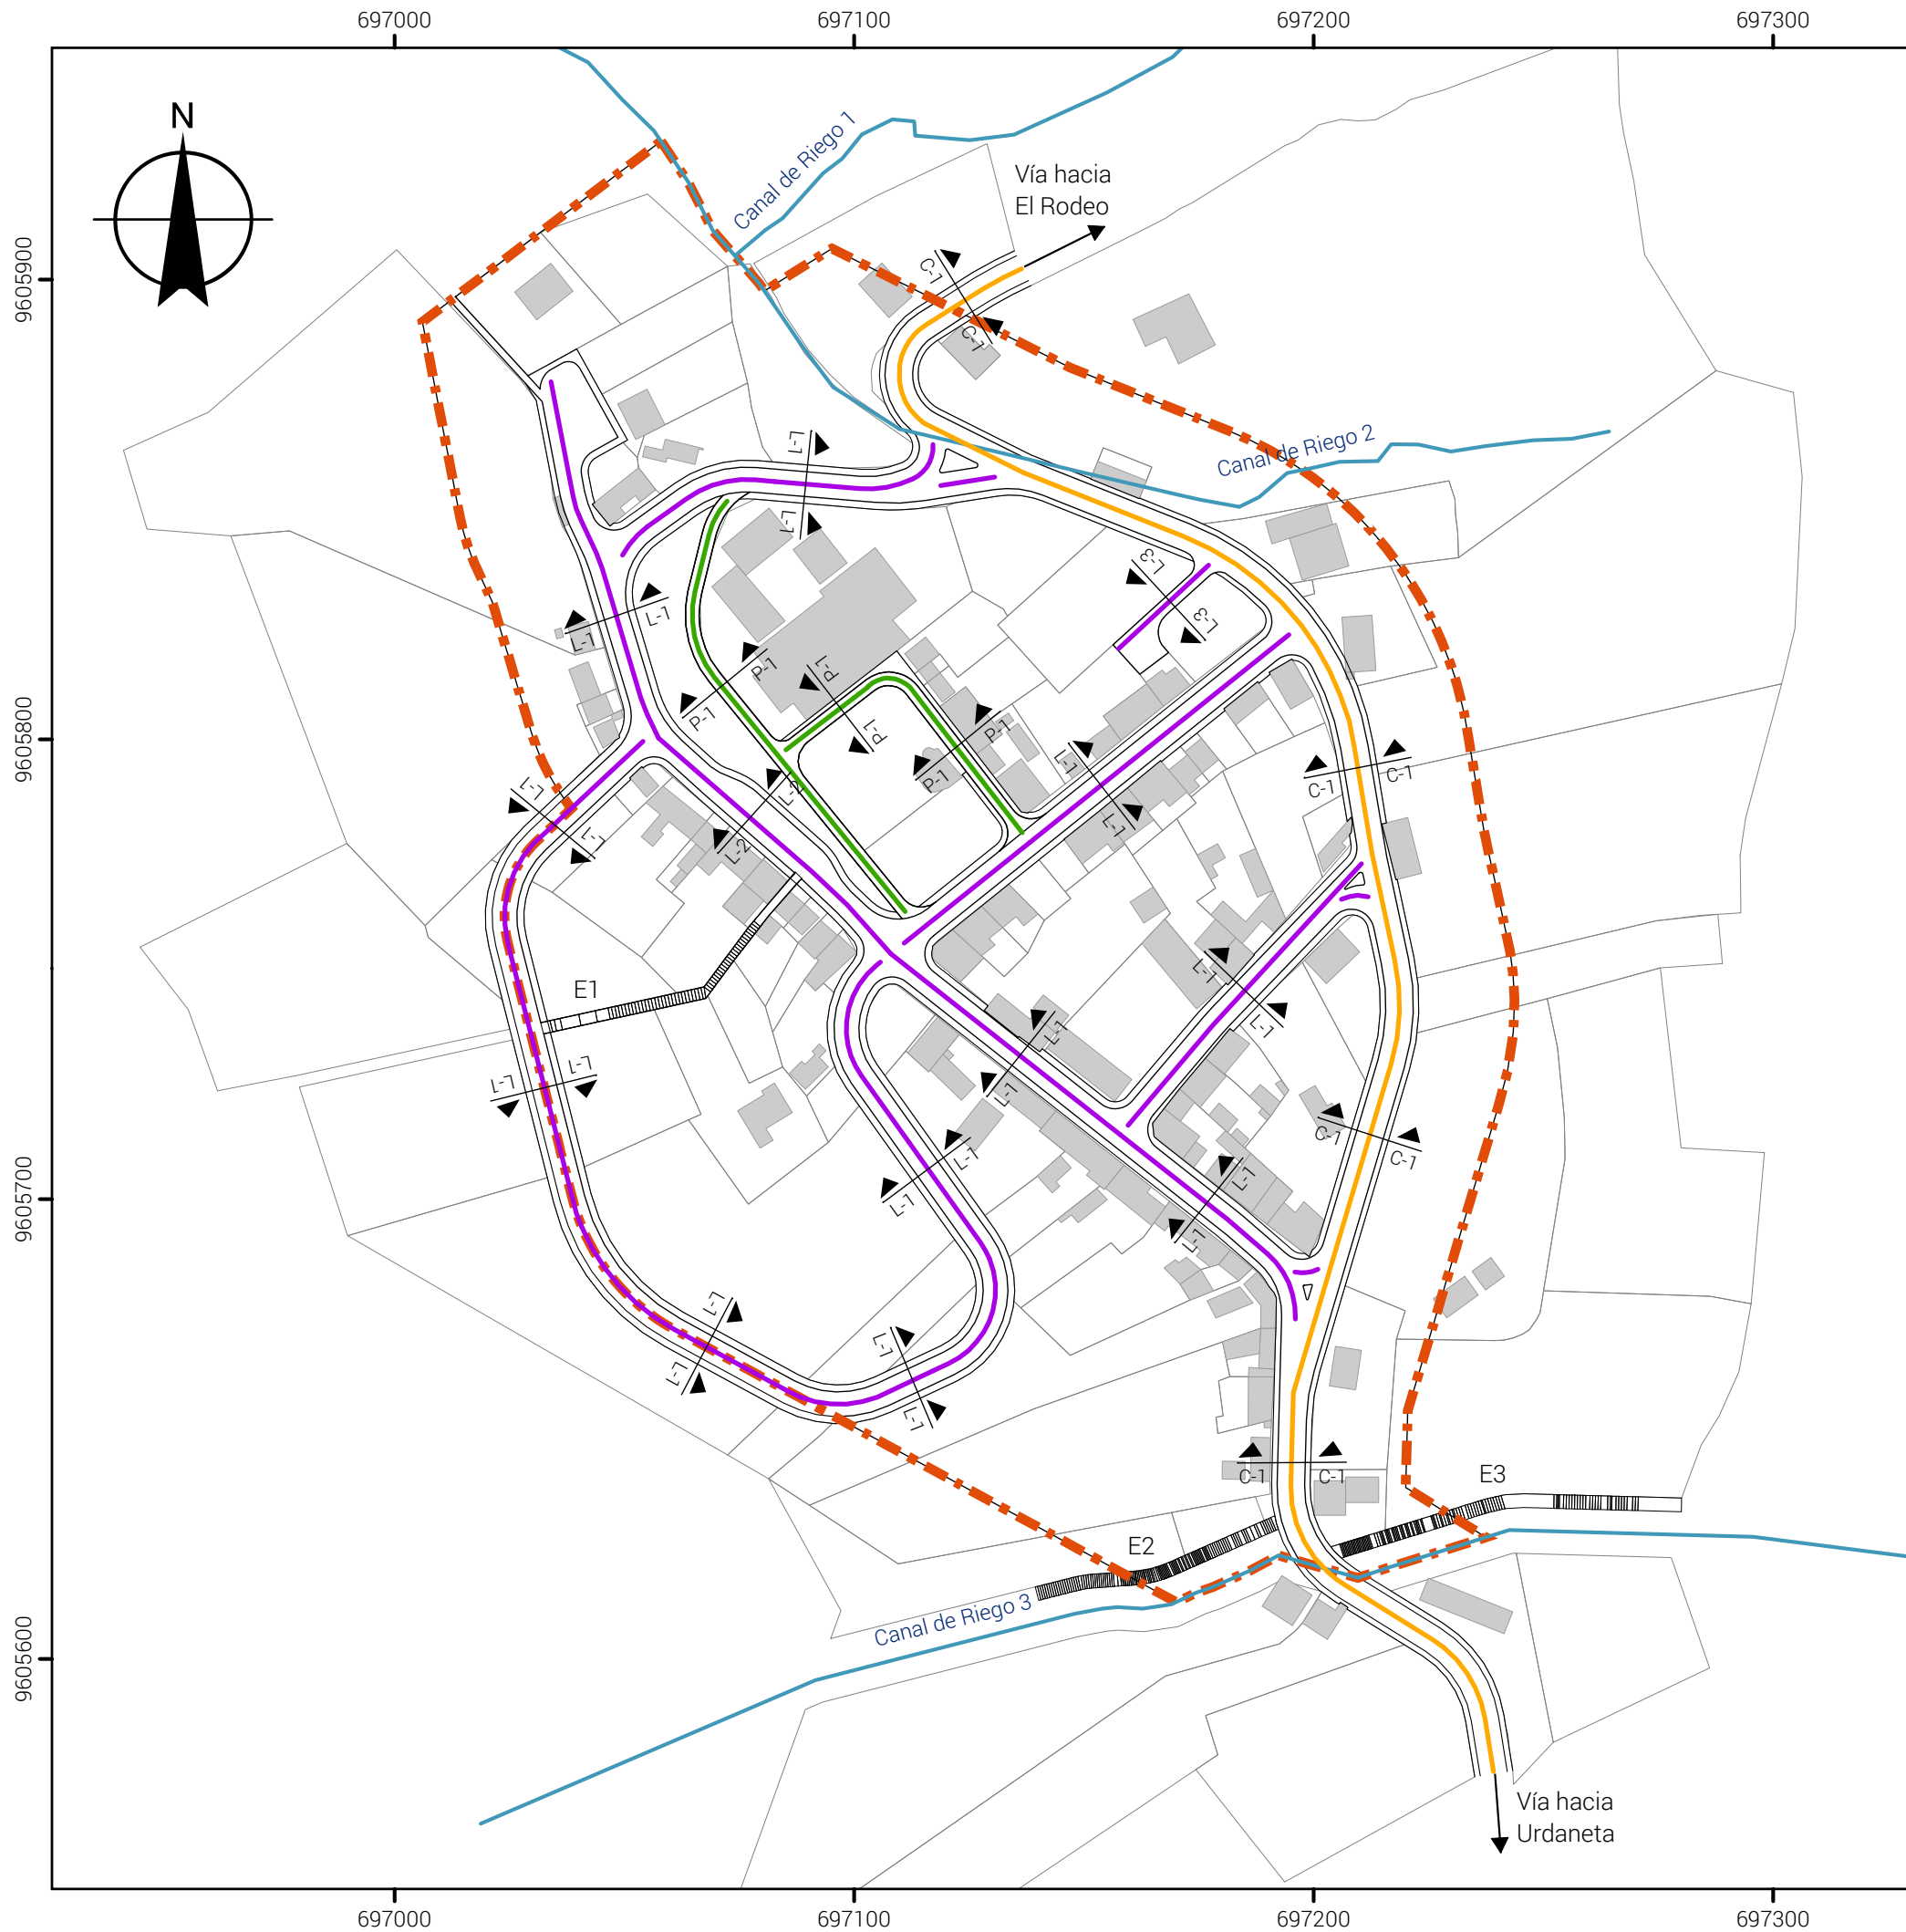 697000
697100
697200
697300
N
Canal de Riego 1
Vía hacia
El Rodeo
C-1
C-1
9605900
Canal de Riego 2
L-1
L-1
L-3
L-3
L-1
L-1
P-1
P-1
P-1
P-1
P-1
P-1
9605800
L-1
L-1
C-1
C-1
L-2
L-2
L-1
L-1
L-1
L-1
E1
L-1
L-1
L-1
L-1
C-1
C-1
L-1
L-1
9605700
L-1
L-1
L-1
L-1
L-1
L-1
C-1
C-1
E3
E2
Canal de Riego 3
9605600
Vía hacia
Urdaneta
697000
697100
697200
697300